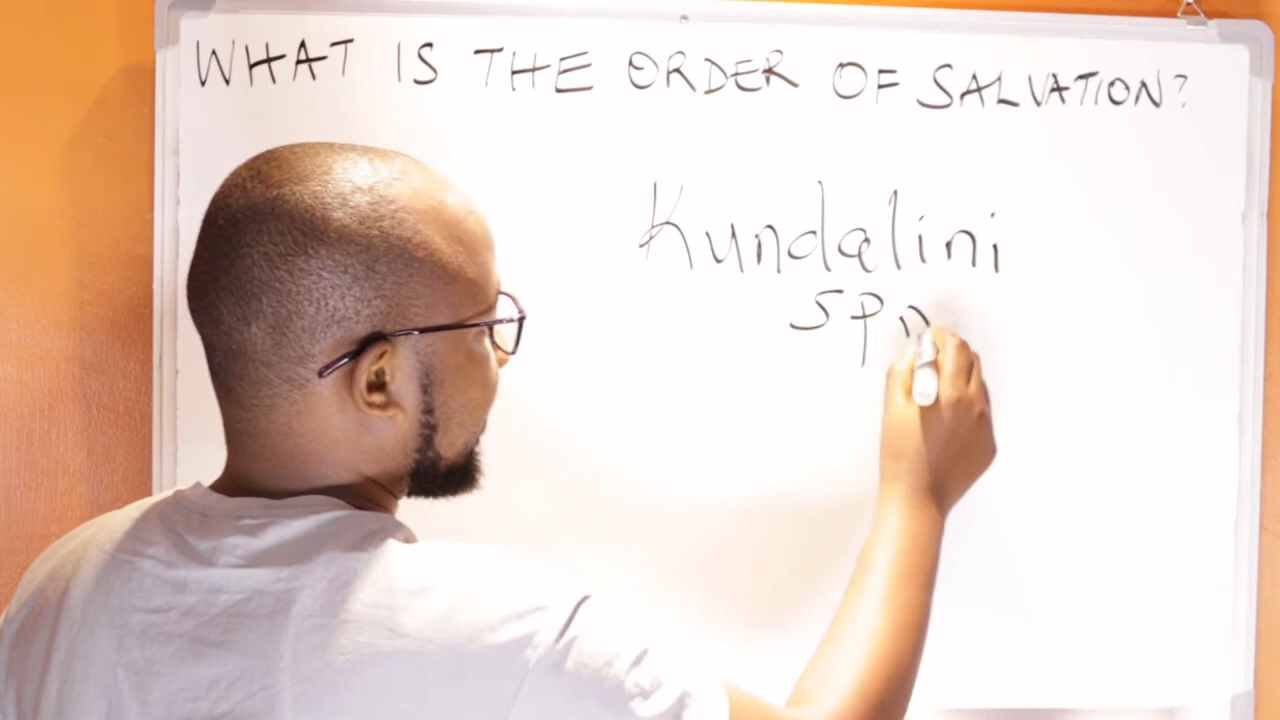 WHAT IS THE ORDER OF SALVATION?
Kundalini